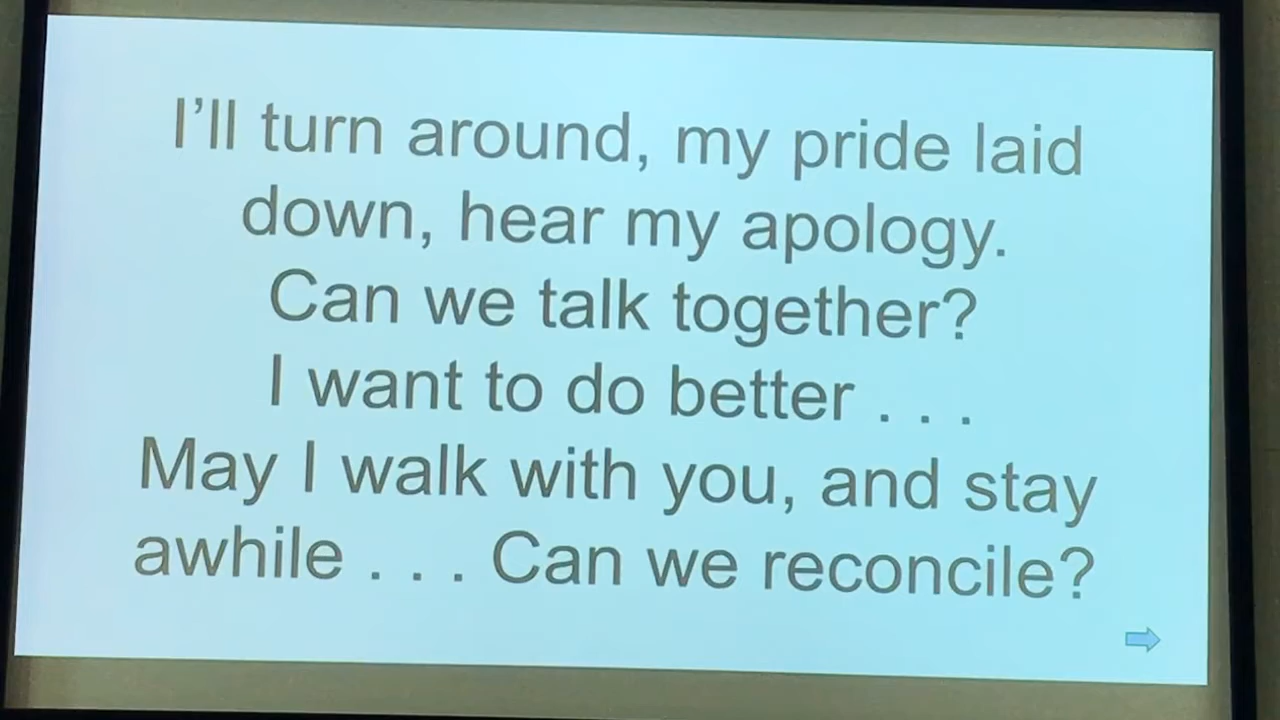 I’ll turn around, my pride laid
down, hear my apology.
Can we talk together?
I want to do better . . .
May I walk with you, and stay
awhile . . . Can we reconcile?